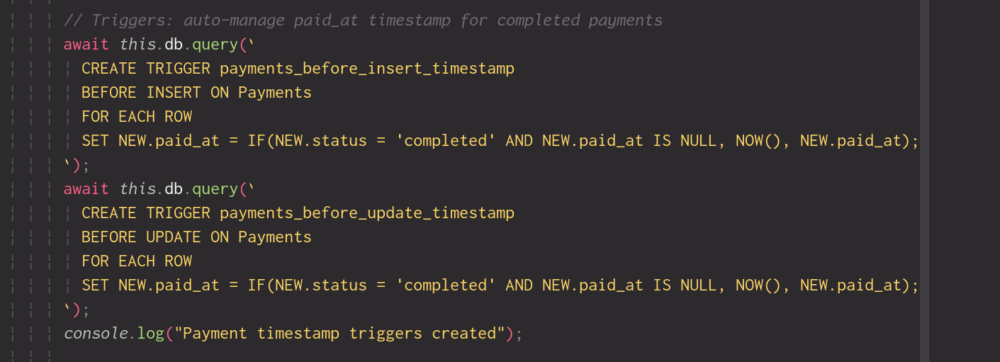 // Triggers: auto-manage paid_at timestamp for completed payments
await this.db.query(`
CREATE TRIGGER payments_before_insert_timestamp
BEFORE INSERT ON Payments
FOR EACH ROW
SET NEW.paid_at = IF(NEW.status = 'completed' AND NEW.paid_at IS NULL, NOW(), NEW.paid_at);
`);
await this.db.query(`
CREATE TRIGGER payments_before_update_timestamp
BEFORE UPDATE ON Payments
FOR EACH ROW
SET NEW.paid_at = IF(NEW.status = 'completed' AND NEW.paid_at IS NULL, NOW(), NEW.paid_at);
`);
console.log("Payment timestamp triggers created");